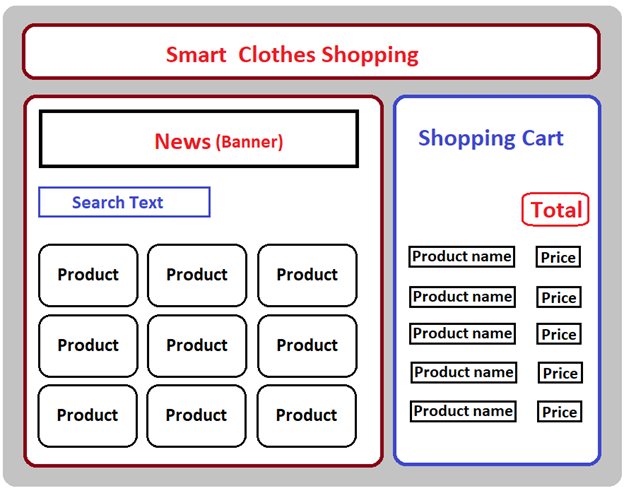 Smart Clothes Shopping
News (Banner)
Search Text
Product Product Product
Product Product Product
Product Product Product
Shopping Cart
Total
Product name Price
Product name Price
Product name Price
Product name Price
Product name Price